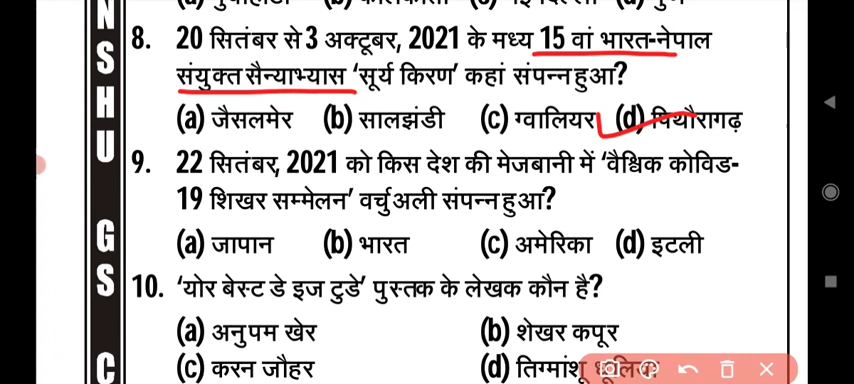 8. 20 सितंबर से 3 अक्टूबर, 2021 के मध्य 15 वां भारत-नेपाल
संयुक्त सैन्याभ्यास 'सूर्य किरण' कहां संपन्न हुआ?
(a) जैसलमेर (b) सालझंडी (c) ग्वालियर (d) पिथौरागढ़
9. 22 सितंबर, 2021 को किस देश की मेजबानी में 'वैश्विक कोविड-
19 शिखर सम्मेलन' वर्चुअली संपन्न हुआ?
(a) जापान (b) भारत (c) अमेरिका (d) इटली
10. 'योर बेस्ट डे इज टुडे' पुस्तक के लेखक कौन है?
(a) अनुपम खेर (b) शेखर कपूर
(c) करन जौहर (d) तिग्मांशू
N
S
H
U
G
S
C